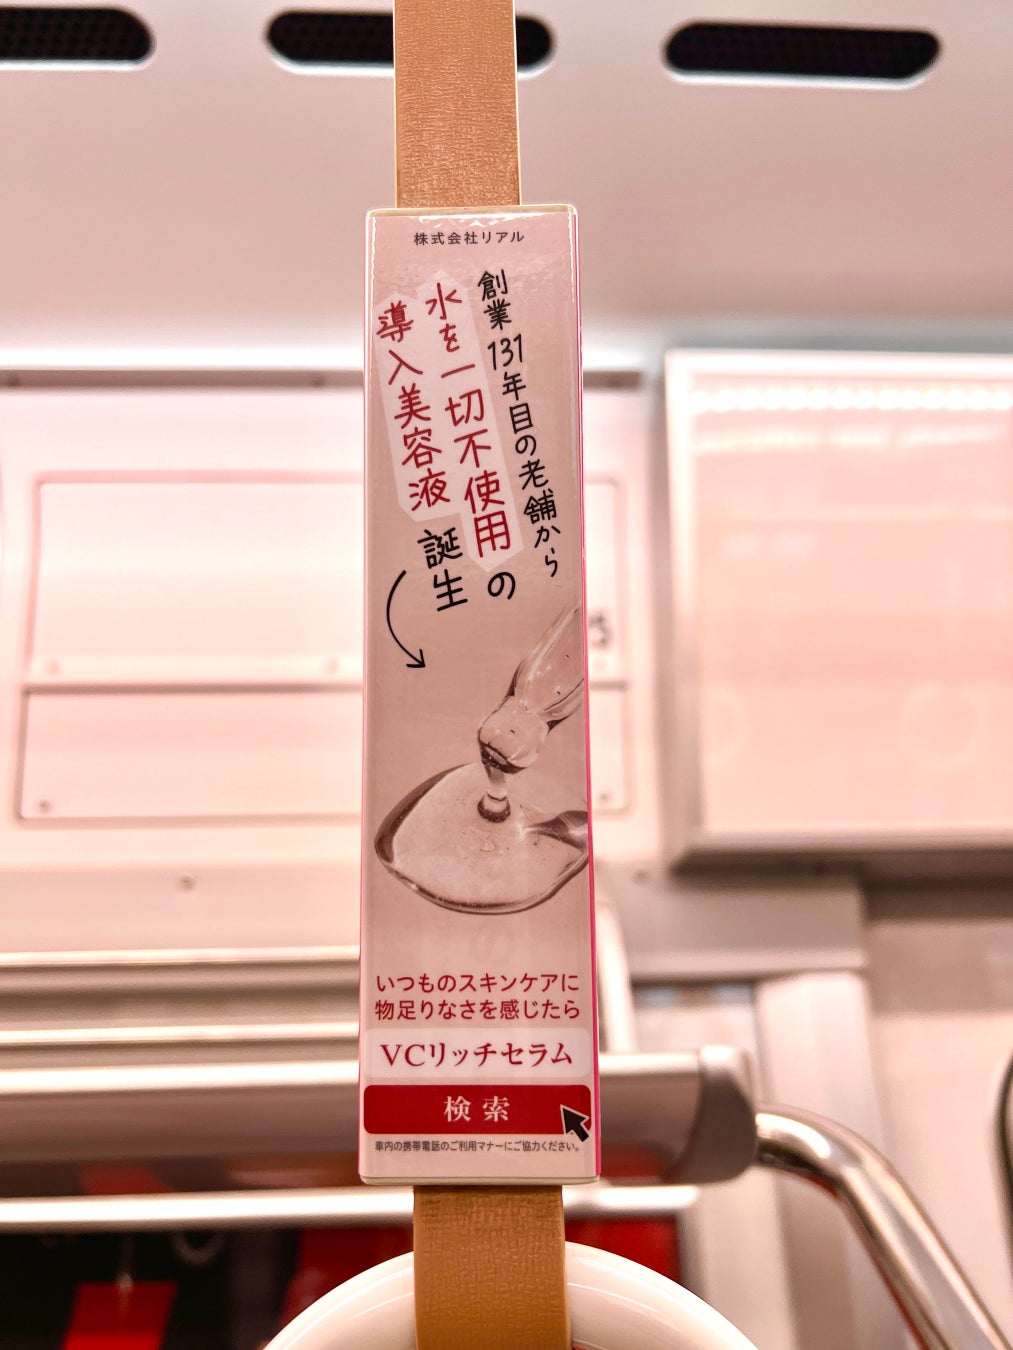 株式会社リアル
創業131年目の老舗から
水を一切不使用の
導入美容液誕生
いつものスキンケアに
物足りなさを感じたら
VCリッチセラム
検索
車内の携帯電話のご利用マナーにご協力ください。